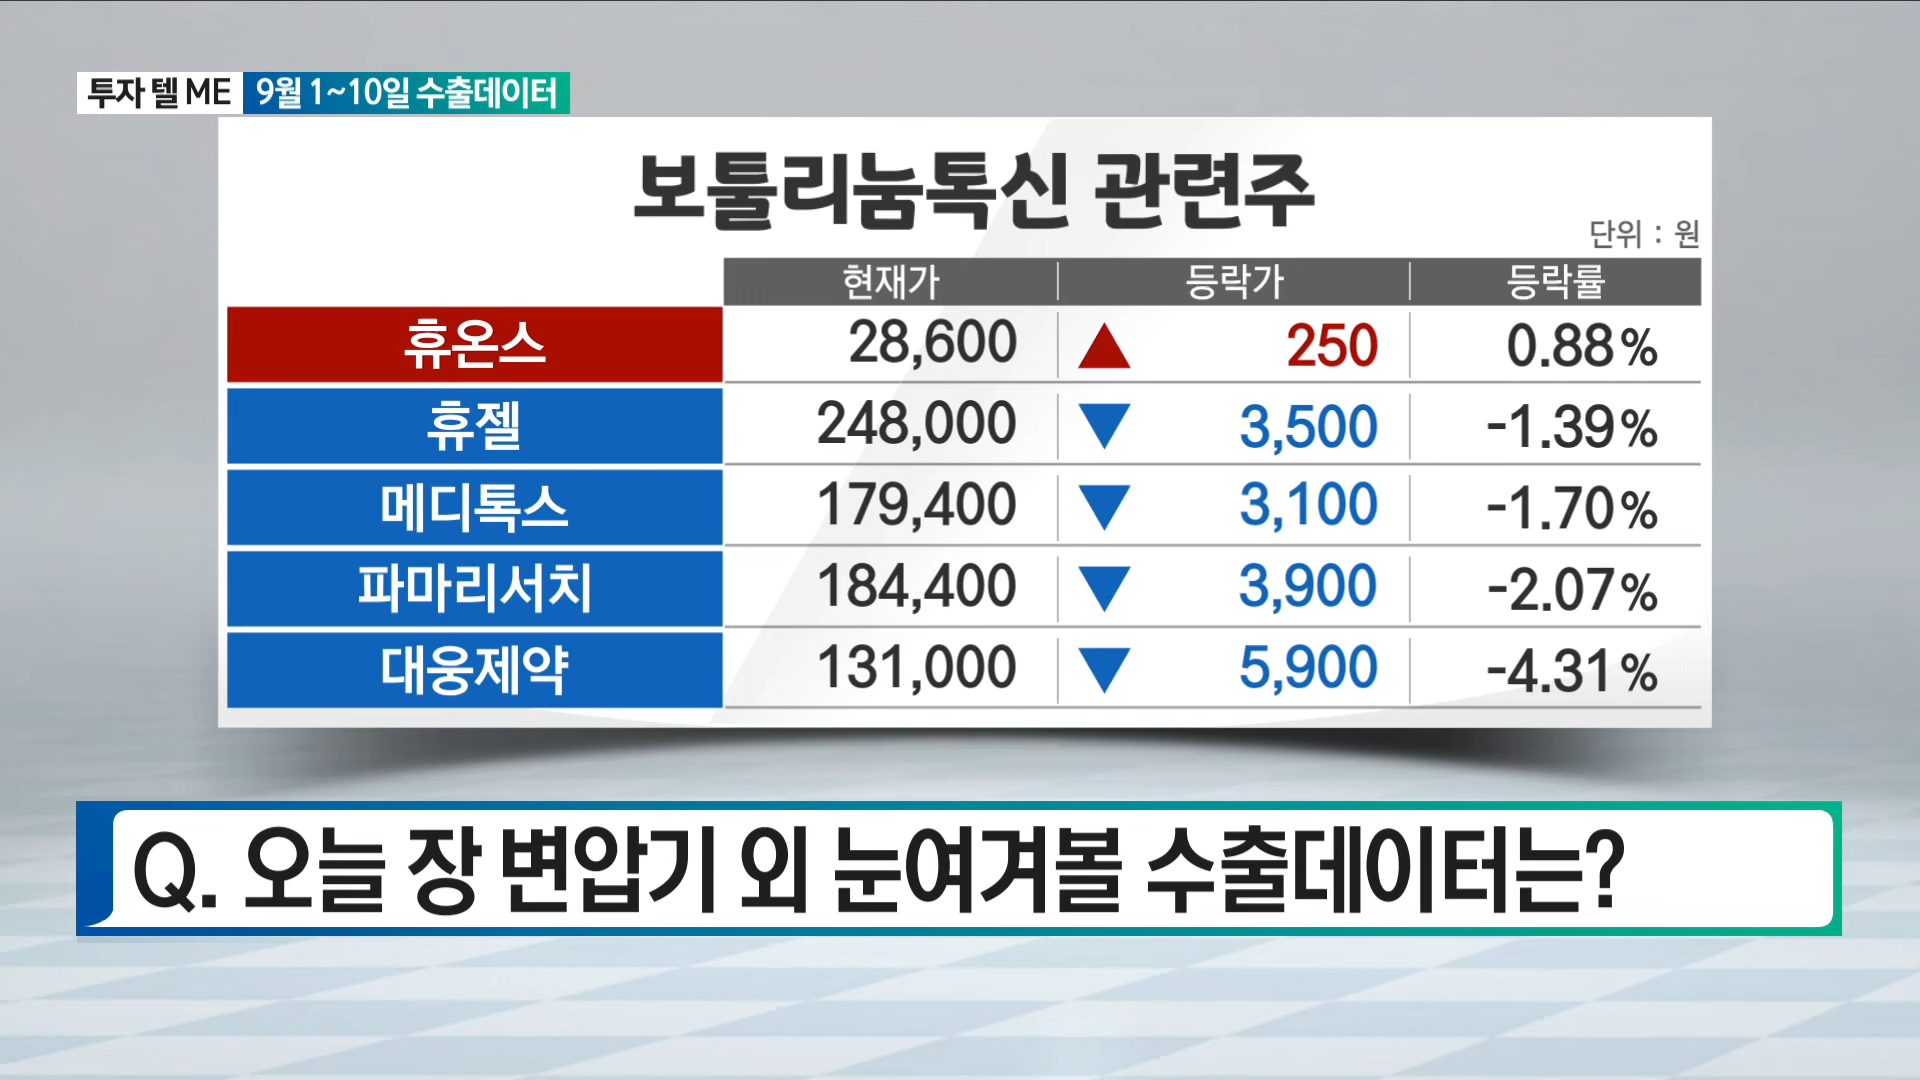 투자 텔 ME 9월 1~10일 수출데이터
보툴리눔톡신 관련주
단위 : 원
현재가 등락가 등락률
휴온스 28,600 ▲ 250 0.88%
휴젤 248,000 ▼ 3,500 -1.39%
메디톡스 179,400 ▼ 3,100 -1.70%
파마리서치 184,400 ▼ 3,900 -2.07%
대웅제약 131,000 ▼ 5,900 -4.31%
Q. 오늘 장 변압기 외 눈여겨볼 수출데이터는?